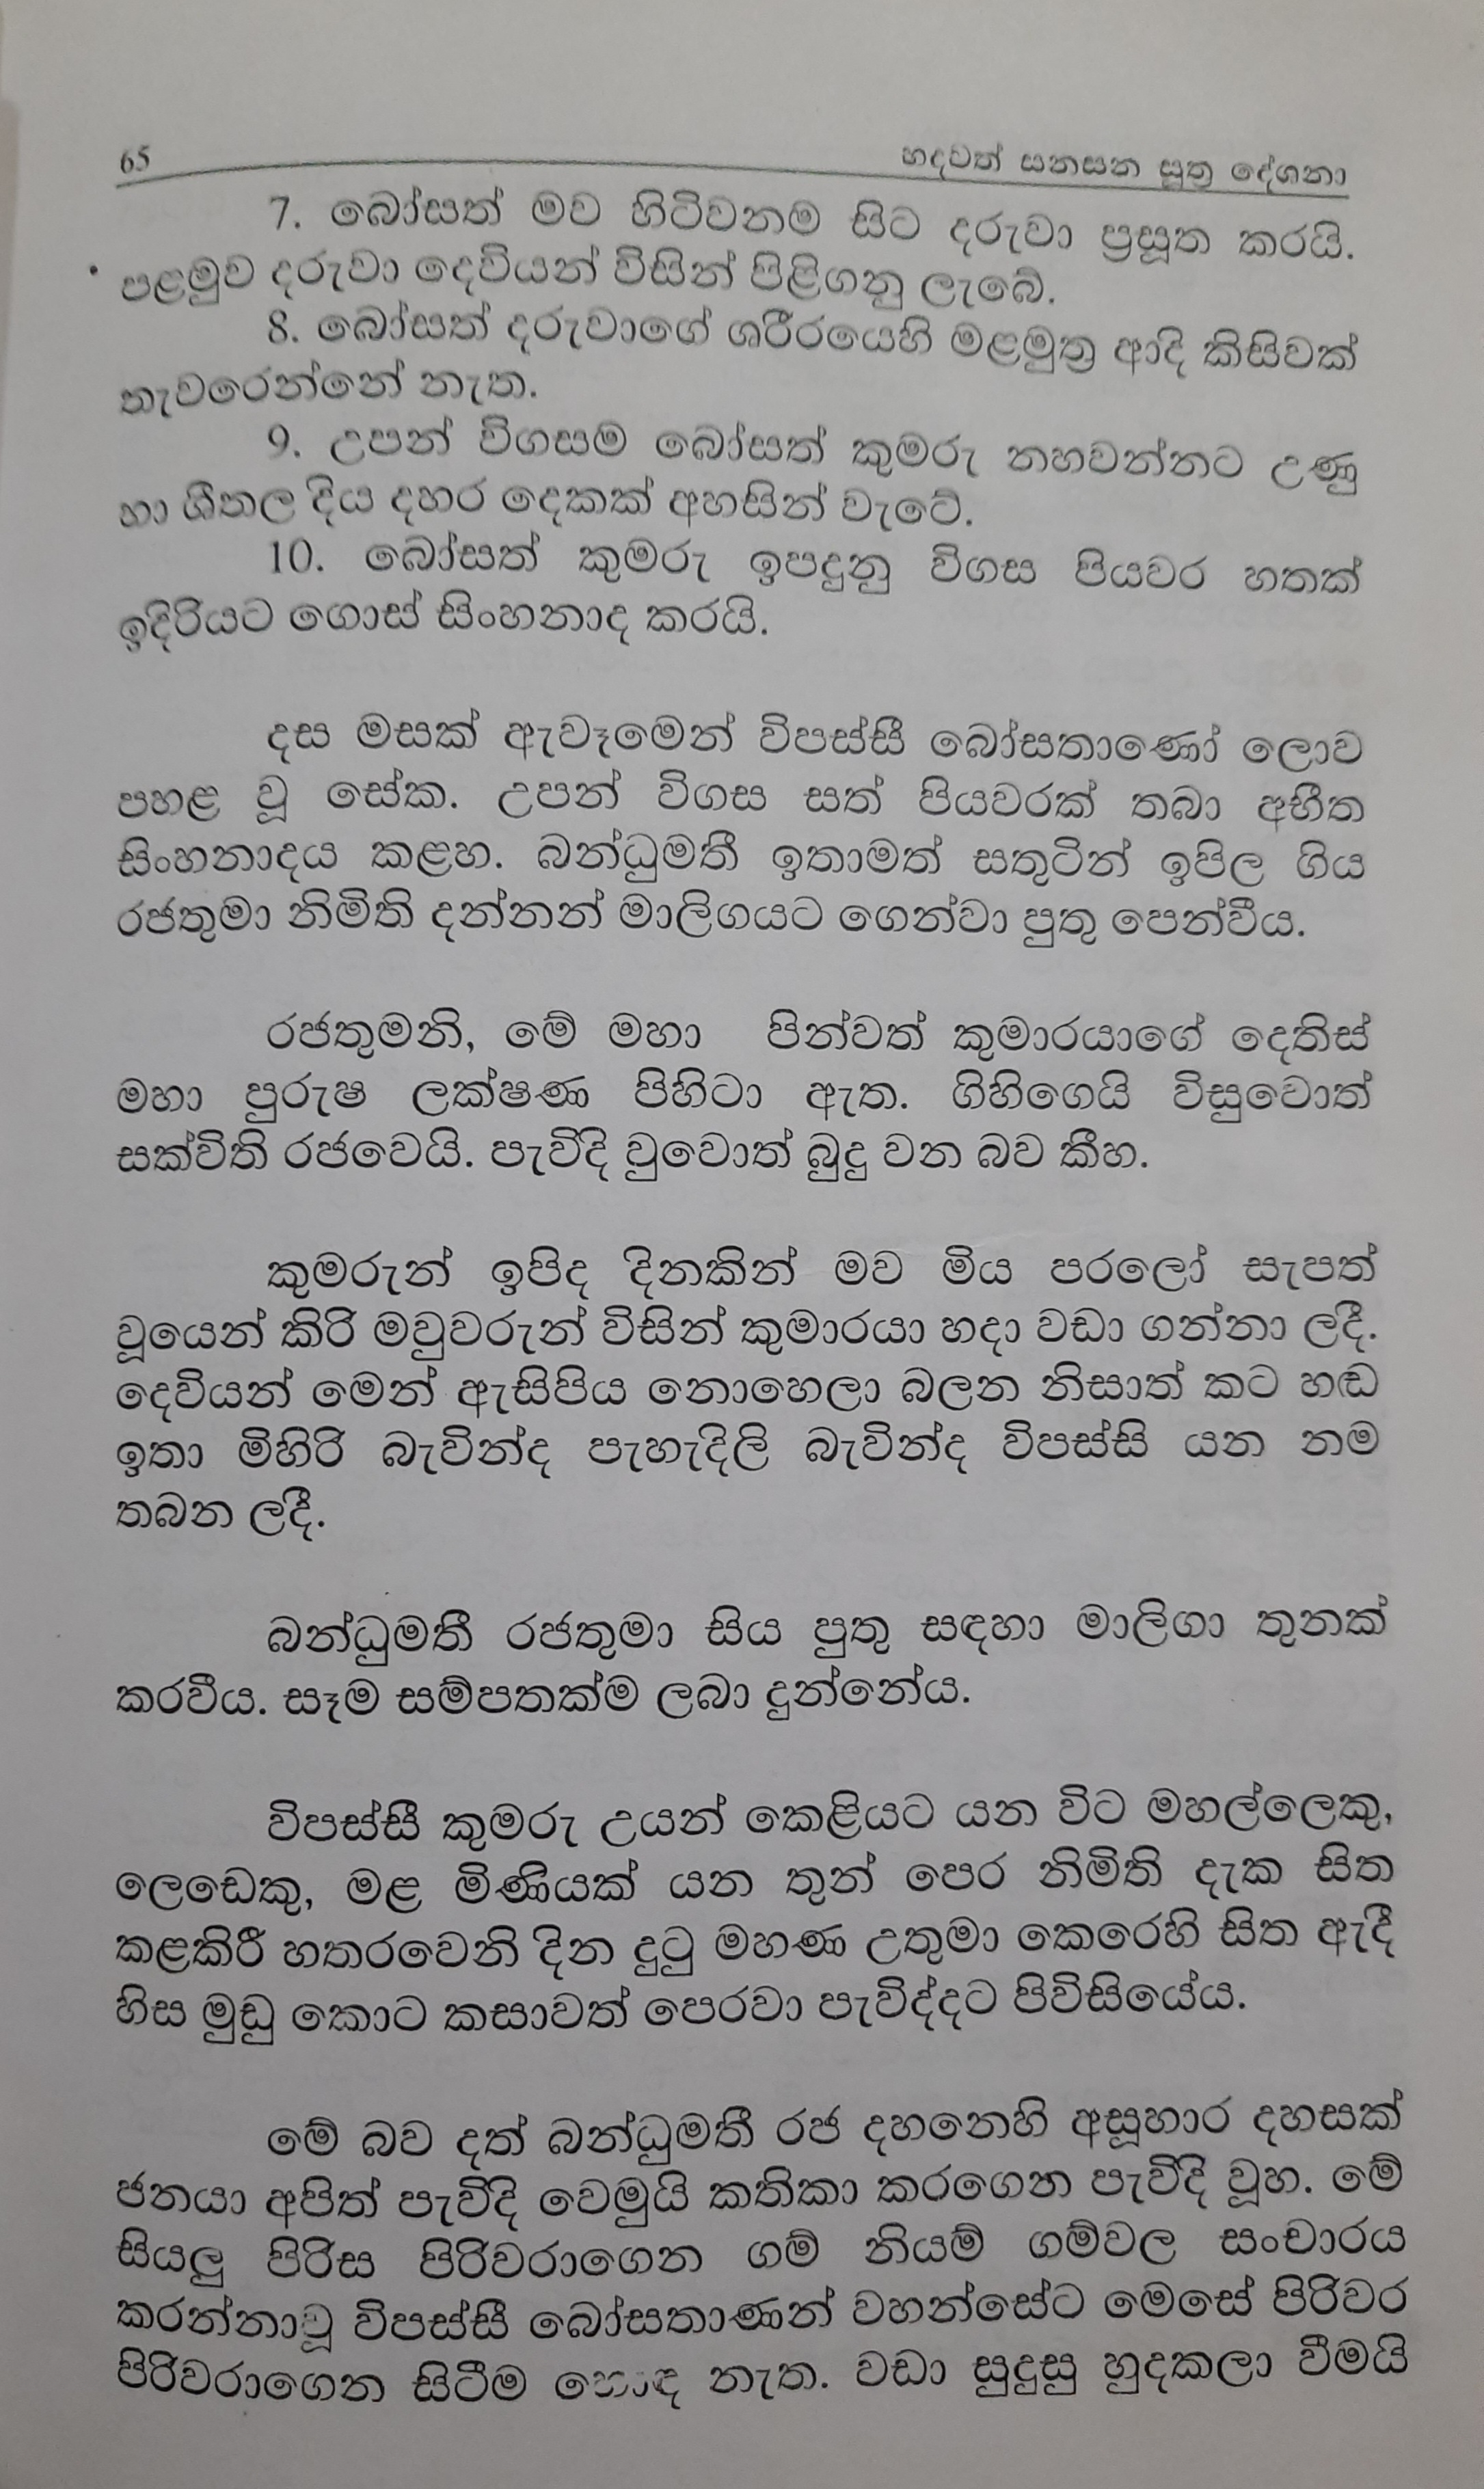 65 හදවත් සනසන සූත්‍ර දේශනා
7. බෝසත් මව හිටිවනම සිට දරුවා ප්‍රසූත කරයි.
පළමුව දරුවා දෙවියන් විසින් පිළිගනු ලැබේ.
8. බෝසත් දරුවාගේ ශරීරයෙහි මළමුත්‍ර ආදි කිසිවක්
තැවරෙන්නේ නැත.
9. උපන් විගසම බෝසත් කුමරු නහවන්නට උණු
හා ශීතල දිය දහර දෙකක් අහසින් වැටේ.
10. බෝසත් කුමරු ඉපදුනු විගස පියවර හතක්
ඉදිරියට ගොස් සිංහනාද කරයි.
දස මසක් ඇවෑමෙන් විපස්සී බෝසතාණෝ ලොව
පහළ වූ සේක. උපන් විගස සත් පියවරක් තබා අභීත
සිංහනාදය කළහ. බන්ධුමතී ඉතාමත් සතුටින් ඉපිල ගිය
රජතුමා නිමිති දන්නන් මාලිගයට ගෙන්වා පුතු පෙන්වීය.
රජතුමනි, මේ මහා පින්වත් කුමාරයාගේ දෙතිස්
මහා පුරුෂ ලක්ෂණ පිහිටා ඇත. ගිහිගෙයි විසුවොත්
සක්විති රජවෙයි. පැවිදි වුවොත් බුදු වන බව කීහ.
කුමරුන් ඉපිද දිනකින් මව මිය පරලෝ සැපත්
වූයෙන් කිරි මවුවරුන් විසින් කුමාරයා හදා වඩා ගන්නා ලදී.
දෙවියන් මෙන් ඇසිපිය නොහෙලා බලන නිසාත් කට හඬ
ඉතා මිහිරි බැවින්ද පැහැදිලි බැවින්ද විපස්සි යන නම
තබන ලදී.
බන්ධුමතී රජතුමා සිය පුතු සඳහා මාලිගා තුනක්
කරවීය. සෑම සම්පතක්ම ලබා දුන්නේය.
විපස්සී කුමරු උයන් කෙළියට යන විට මහල්ලෙකු,
ලෙඩෙකු, මළ මිණියක් යන තුන් පෙර නිමිති දැක සිත
කළකිරී හතරවෙනි දින දුටු මහණ උතුමා කෙරෙහි සිත ඇදී
හිස මුඩු කොට කසාවත් පෙරවා පැවිද්දට පිවිසියේය.
මේ බව දත් බන්ධුමතී රජ දහනෙහි අසූහාර දහසක්
ජනයා අපිත් පැවිදි වෙමුයි කතිකා කරගෙන පැවිදි වූහ. මේ
සියලු පිරිස පිරිවරාගෙන ගම් නියම් ගම්වල සංචාරය
කරන්නාවූ විපස්සී බෝසතාණන් වහන්සේට මෙසේ පිරිවර
පිරිවරාගෙන සිටීම හොඳ නැත. වඩා සුදුසු හුදකලා වීමයි